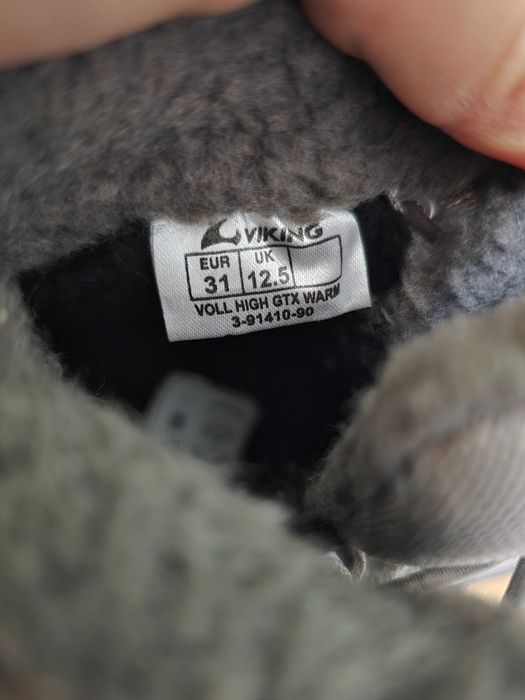 VIKING
EUR UK
31 12.5
VOLL HIGH GTX WARM
3-91410-90